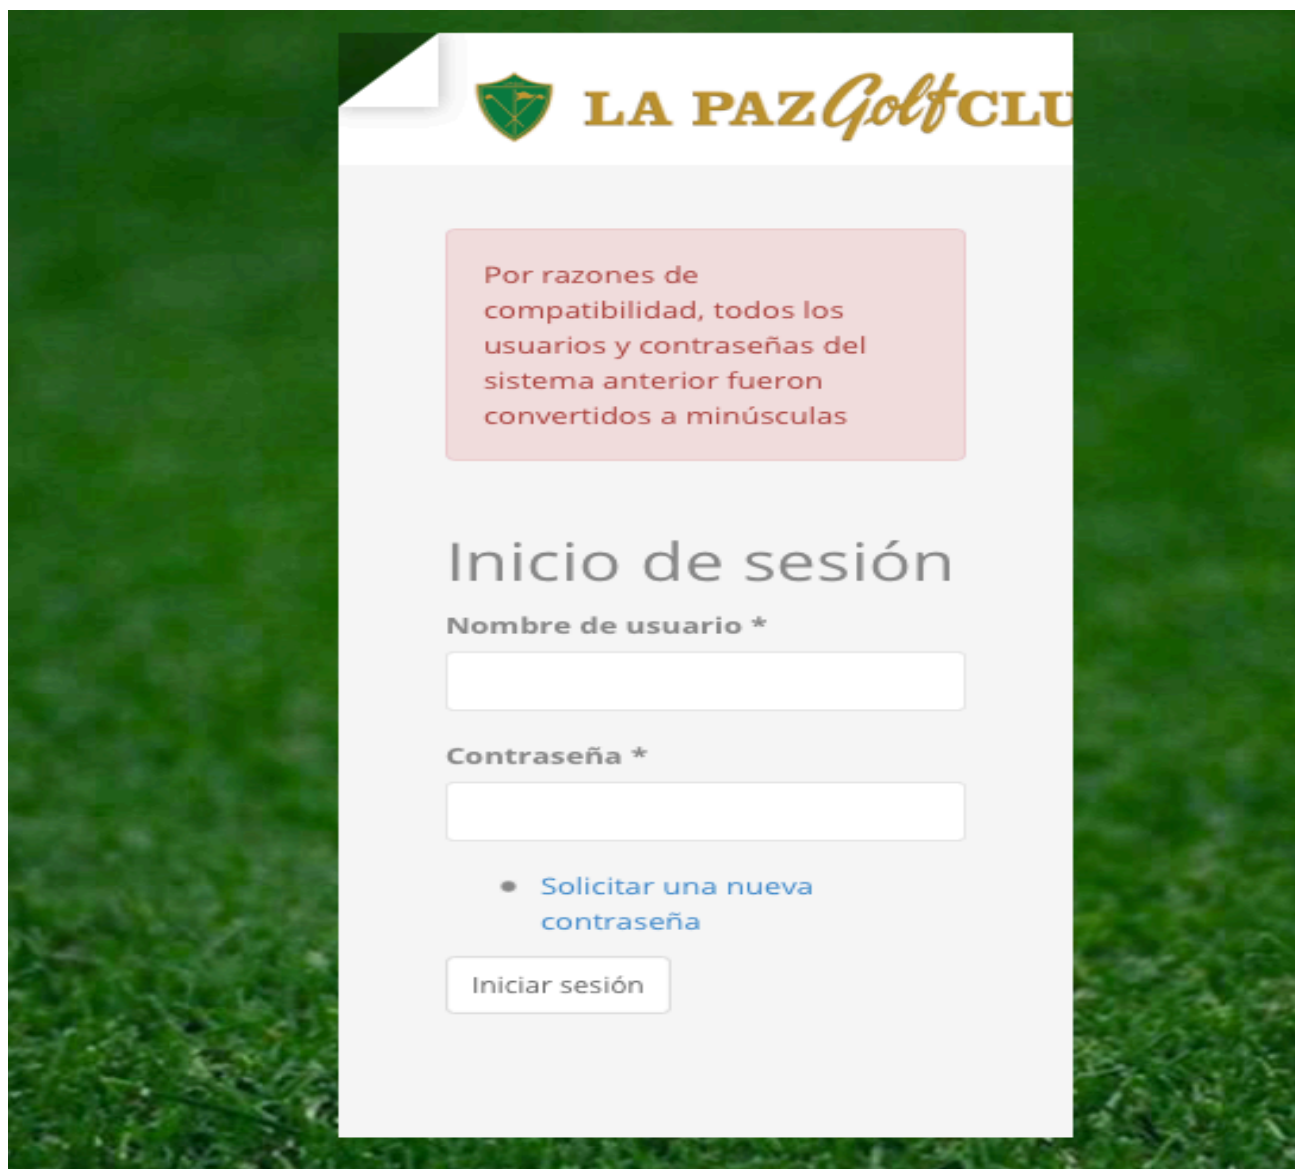 LA PAZ Golf CLU
Por razones de
compatibilidad, todos los
usuarios y contraseñas del
sistema anterior fueron
convertidos a minúsculas
Inicio de sesión
Nombre de usuario *
Contraseña *
Solicitar una nueva
contraseña
Iniciar sesión